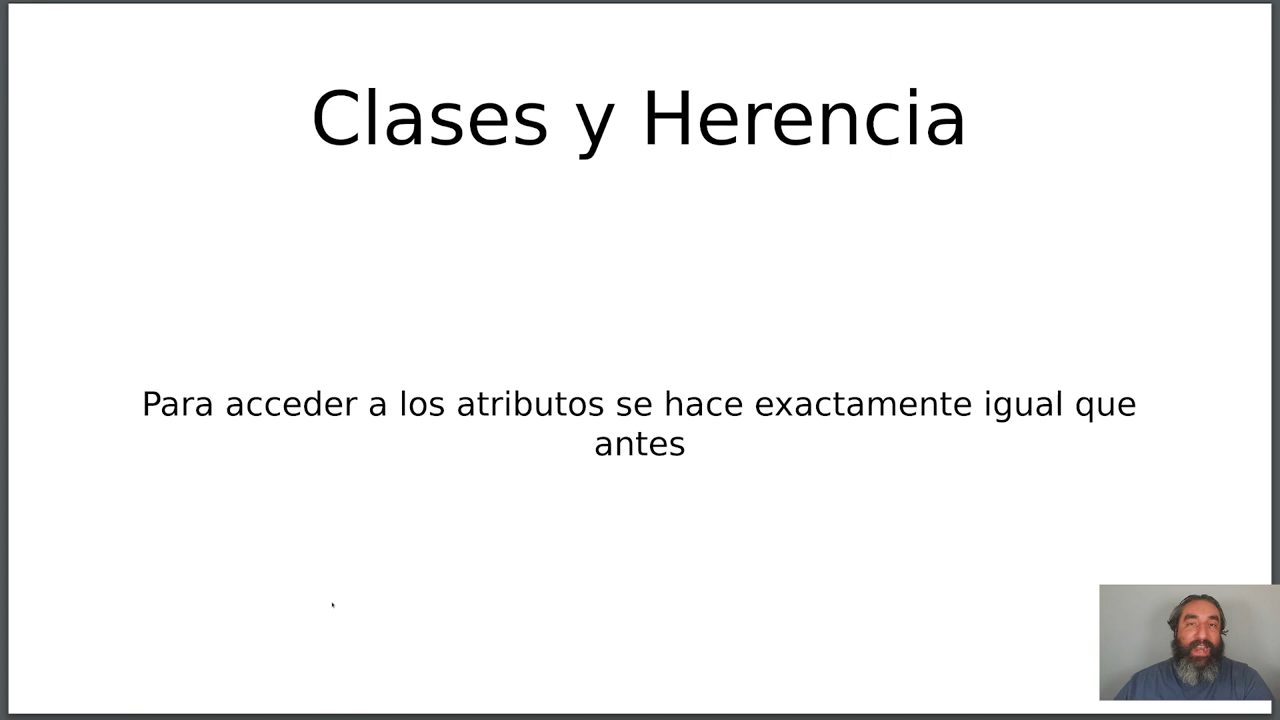 Clases y Herencia
Para acceder a los atributos se hace exactamente igual que
antes